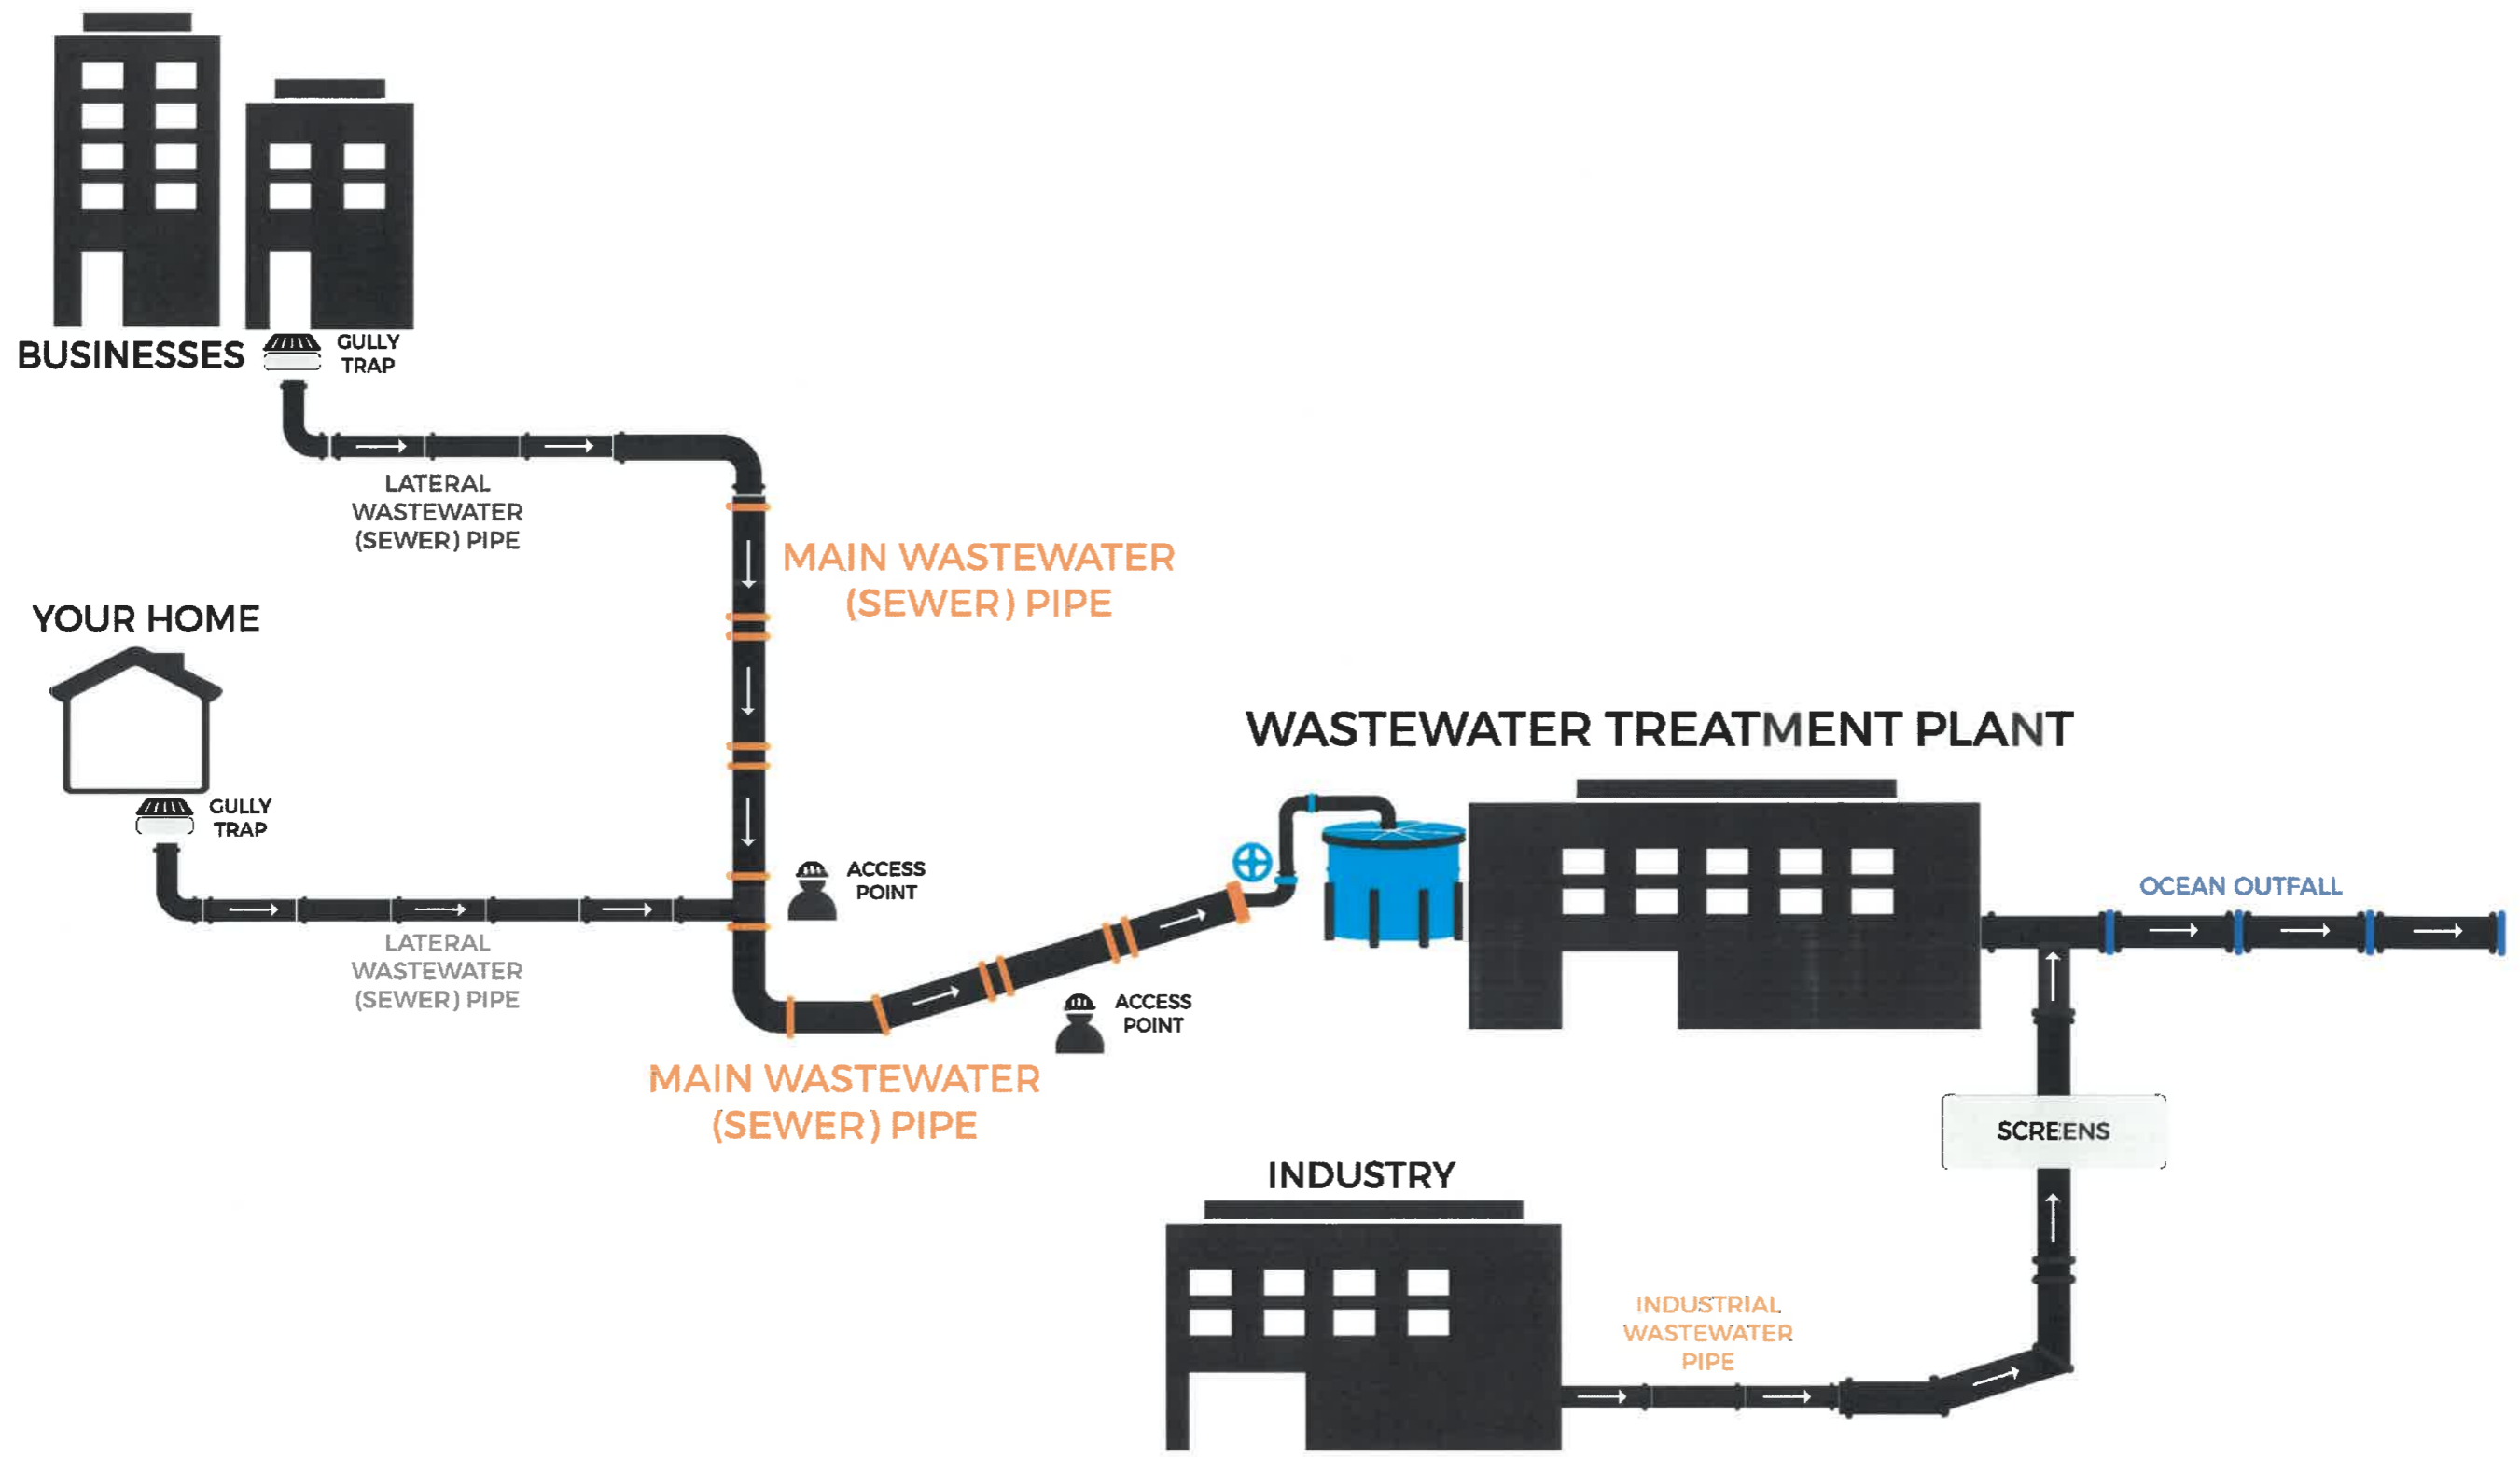 BUSINESSES
GULLY
TRAP
LATERAL
WASTEWATER
(SEWER) PIPE
MAIN WASTEWATER
(SEWER) PIPE
YOUR HOME
GULLY
TRAP
LATERAL
WASTEWATER
(SEWER) PIPE
ACCESS
POINT
ACCESS
POINT
MAIN WASTEWATER
(SEWER) PIPE
WASTEWATER TREATMENT PLANT
OCEAN OUTFALL
SCREENS
INDUSTRY
INDUSTRIAL
WASTEWATER
PIPE